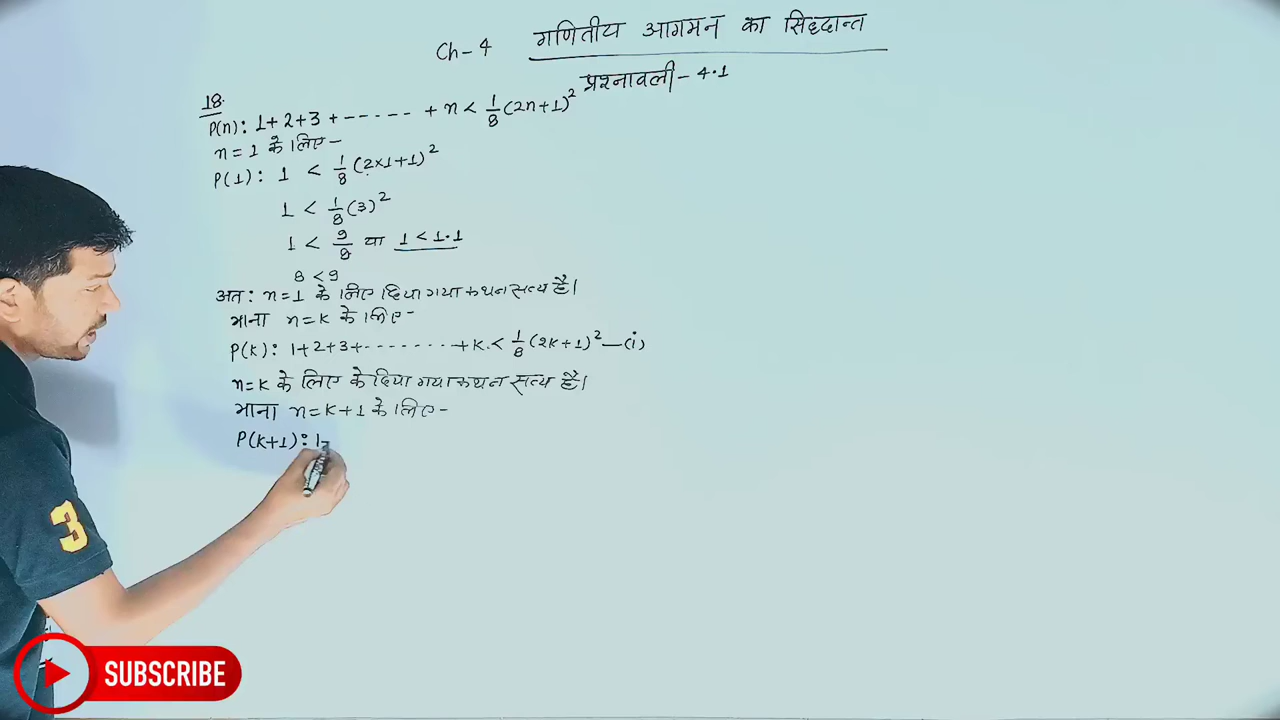 Ch-4 गणितीय आगमन का सिद्दान्त
प्रश्नावली-4.1
18.
P(n): 1+2+3+-----+n<1/8(2n+1)²
n=1 के लिए-
P(1): 1 < 1/8(2×1+1)²
1 < 1/8(3)²
1 < 9/8 या 1<1.1
8<9
अत: n=1 के लिए दिया गया कथन सत्य है।
माना n=K के लिए-
P(k): 1+2+3+........+K.<1/8(2K+1)²—(i)
n=K के लिए के दिया गया कथन सत्य है।
माना n=K+1 के लिए-
P(K+1): 1-
3
SUBSCRIBE